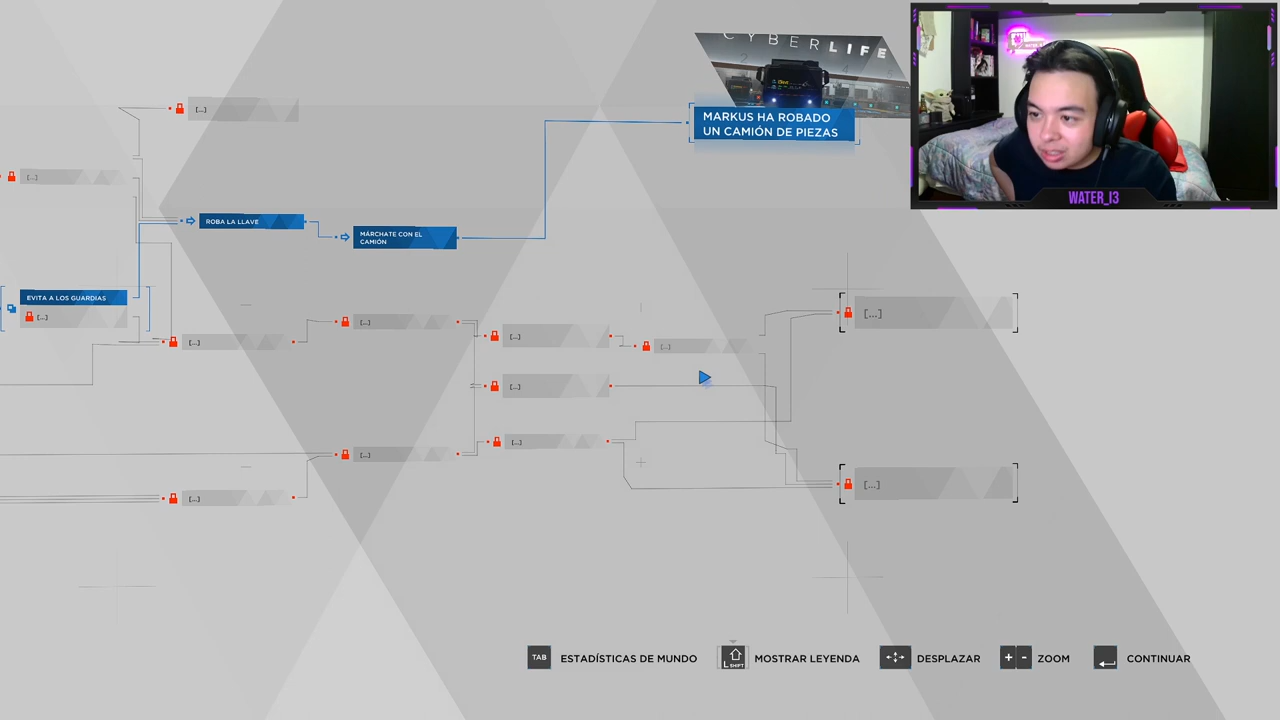 CYBERLIFE
MARKUS HA ROBADO
UN CAMIÓN DE PIEZAS
[...]
[...]
ROBA LA LLAVE
MÁRCHATE CON EL
CAMIÓN
WATER_I3
EVITA A LOS GUARDIAS
[...]
[...]
[...]
[...]
[...]
[...]
[...]
[...]
[...]
[...]
[...]
[...]
TAB ESTADÍSTICAS DE MUNDO
L SHIFT MOSTRAR LEYENDA
DESPLAZAR
+ - ZOOM
CONTINUAR